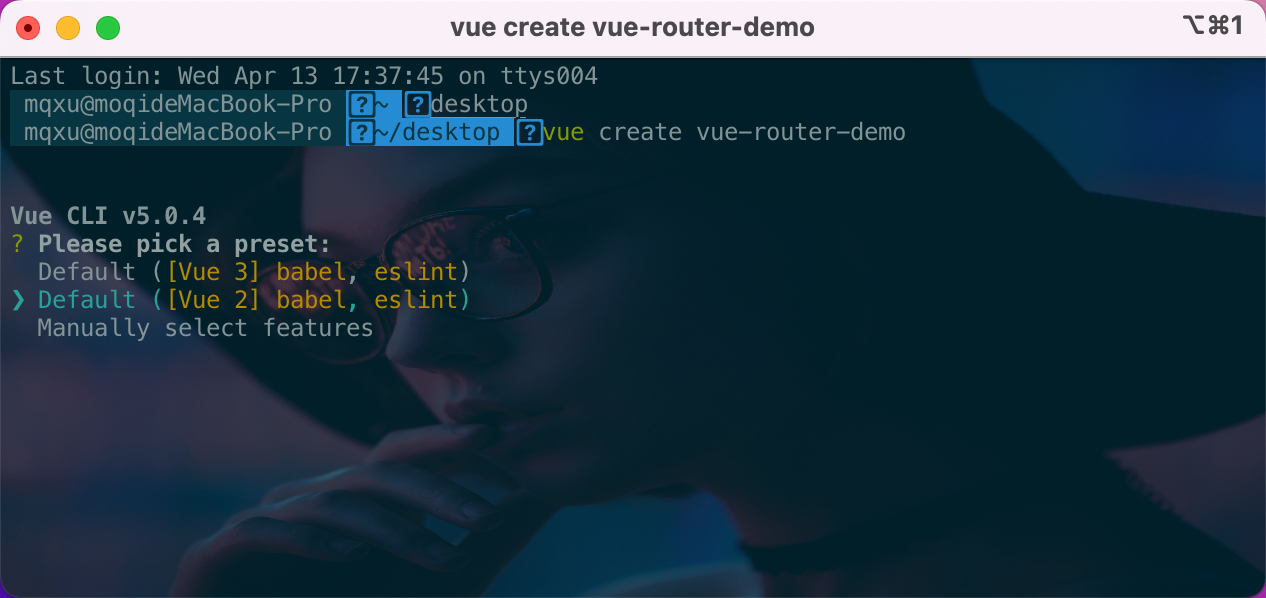 vue create vue-router-demo
⌥⌘1
Last login: Wed Apr 13 17:37:45 on ttys004
mqxu@moqideMacBook-Pro ?~ ?desktop
mqxu@moqideMacBook-Pro ?~/desktop ?vue create vue-router-demo
Vue CLI v5.0.4
? Please pick a preset:
Default ([Vue 3] babel, eslint)
❯ Default ([Vue 2] babel, eslint)
Manually select features